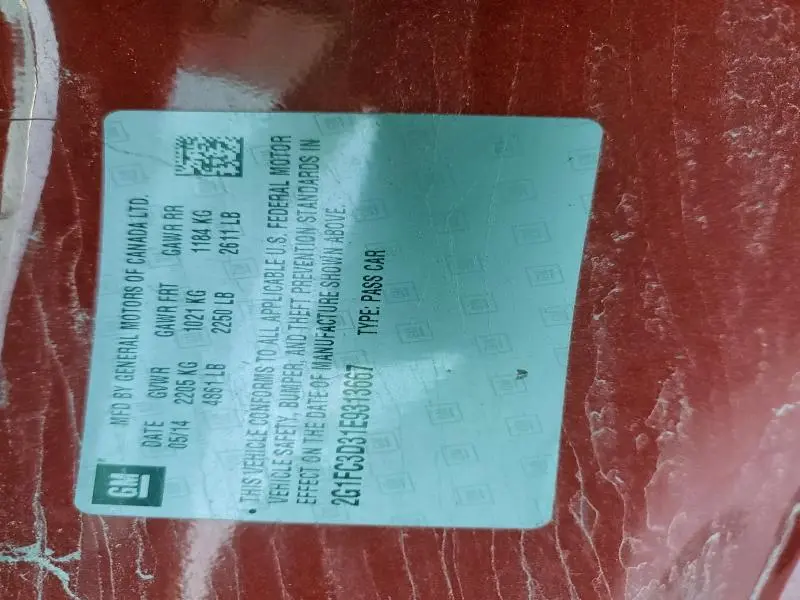 GM
MFD BY GENERAL MOTORS OF CANADA LTD.
DATE GVWR GAWR FRT GAWR RR
05/14 2205 KG 1021 KG 1184 KG
4861 LB 2250 LB 2611 LB
• THIS VEHICLE CONFORMS TO ALL APPLICABLE U.S. FEDERAL MOTOR
VEHICLE SAFETY, BUMPER, AND THEFT PREVENTION STANDARDS IN
EFFECT ON THE DATE OF MANUFACTURE SHOWN ABOVE.
2G1FC3D31E9313667 TYPE: PASS CAR